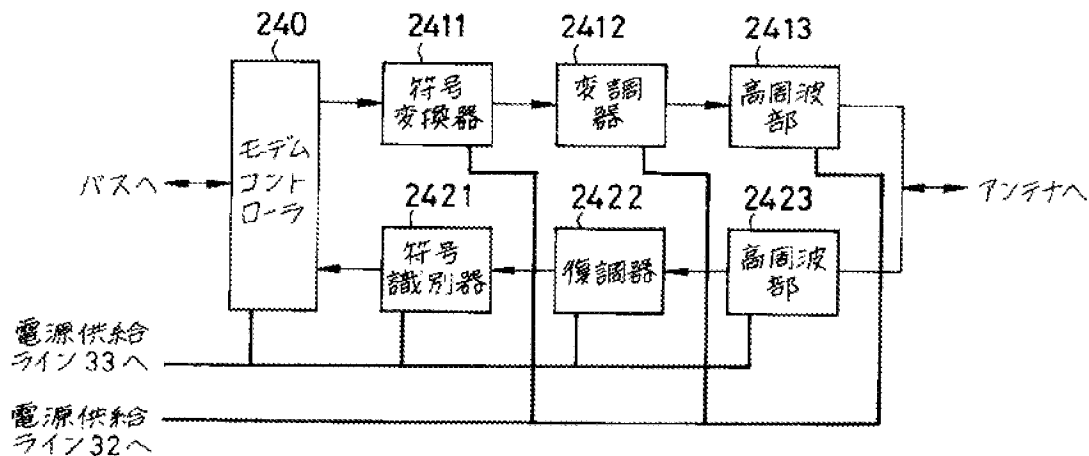 240
2411
2412
2413
符号
変換器
変調
器
高周波
部
モデム
コント
ローラ
バスへ
アンテナへ
2421
2422
2423
符号
識別器
復調器
高周波
部
電源供給
ライン33へ
電源供給
ライン32へ